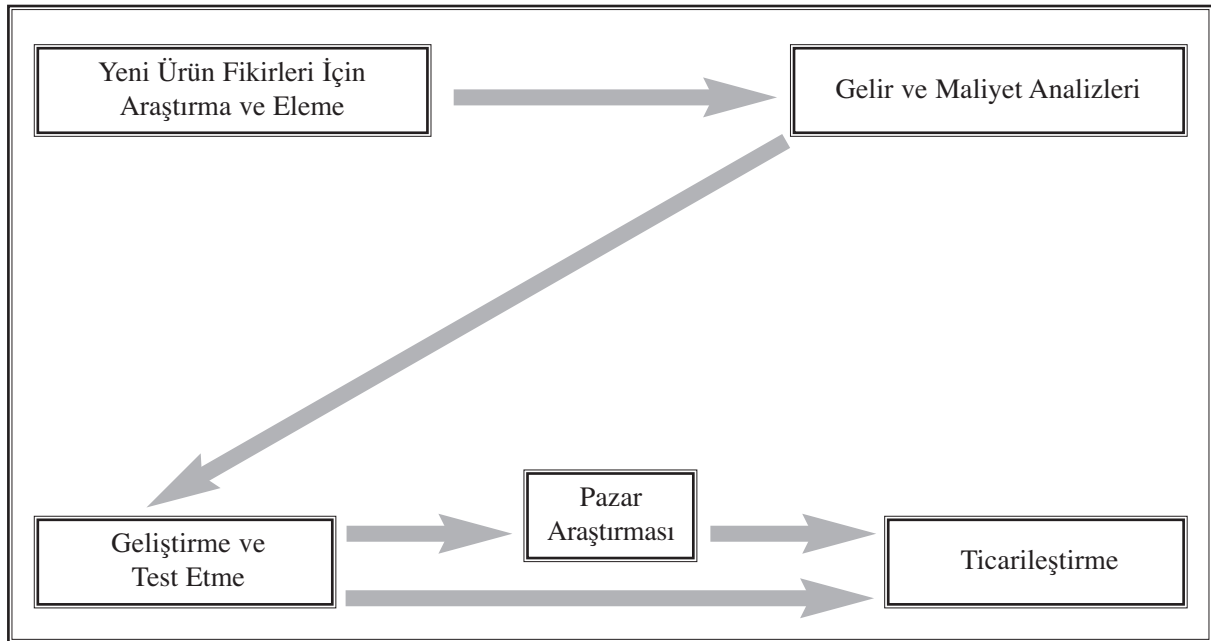 Yeni Ürün Fikirleri İçin
Araştırma ve Eleme
Gelir ve Maliyet Analizleri
Geliştirme ve
Test Etme
Pazar
Araştırması
Ticarileştirme